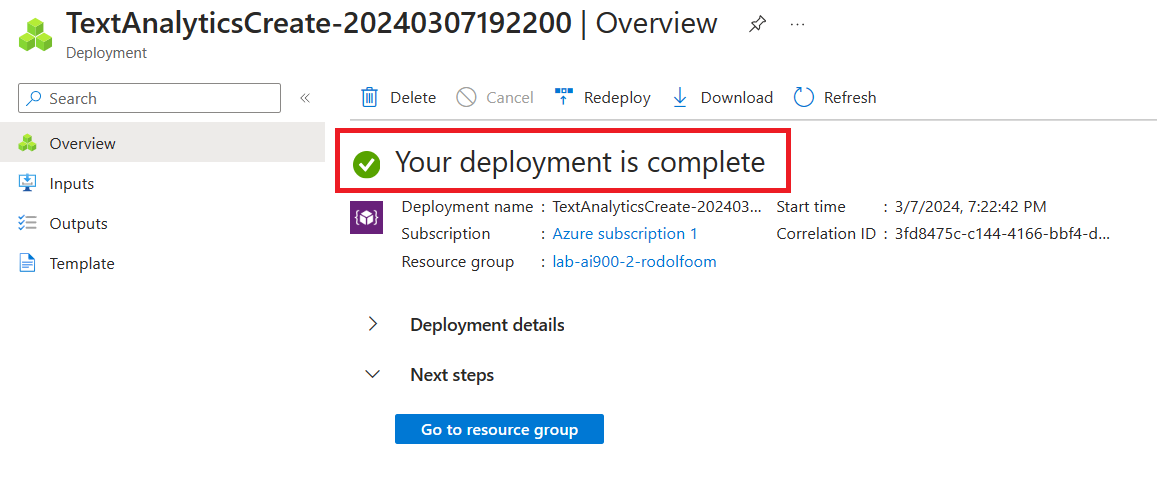 TextAnalyticsCreate-20240307192200 | Overview
Deployment
Search
Delete
Cancel
Redeploy
Download
Refresh
Overview
Inputs
Outputs
Template
Your deployment is complete
Deployment name : TextAnalyticsCreate-202403...
Start time : 3/7/2024, 7:22:42 PM
Subscription : Azure subscription 1
Correlation ID : 3fd8475c-c144-4166-bbf4-d...
Resource group : lab-ai900-2-rodolfoom
Deployment details
Next steps
Go to resource group